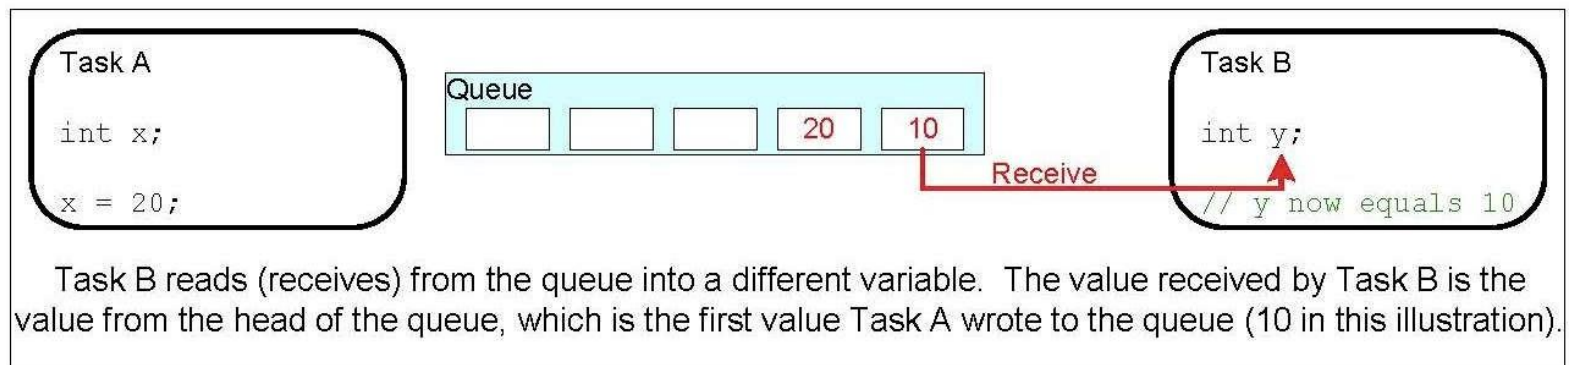 Task A
int x;
x = 20;
Queue
20 10
Receive
Task B
int y;
// y now equals 10
Task B reads (receives) from the queue into a different variable. The value received by Task B is the
value from the head of the queue, which is the first value Task A wrote to the queue (10 in this illustration).